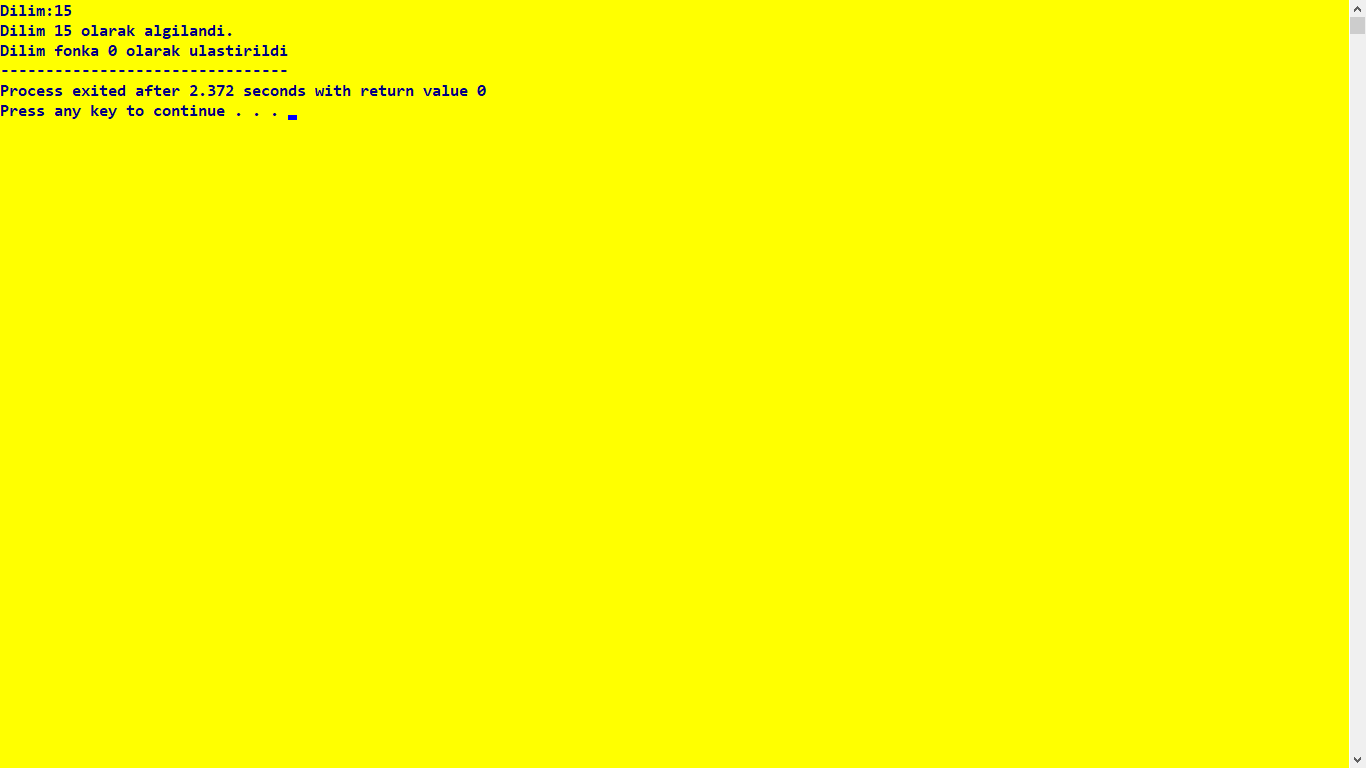 Dilim:15
Dilim 15 olarak algilandi.
Dilim fonka 0 olarak ulastirildi
--------------------------------
Process exited after 2.372 seconds with return value 0
Press any key to continue . . .